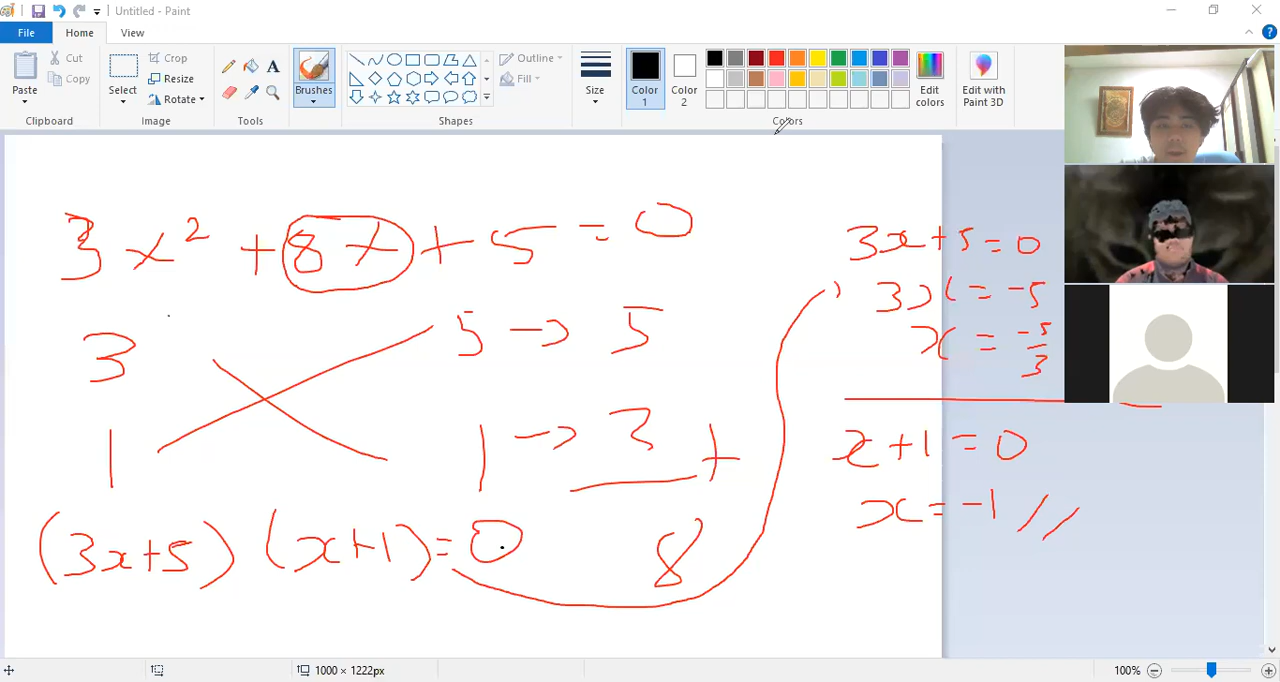 Untitled - Paint
File Home View
Paste
Cut
Copy
Clipboard
Select
Crop
Resize
Rotate
Image
A
Tools
Brushes
Outline
Fill
Shapes
Size
Color 1
Color 2
Edit colors
Colors
Edit with Paint 3D
3x² + 8x + 5 = 0
3 5 → 5
1 1 → 3 +
8
(3x+5) (x+1) = 0
3x+5=0
3x = -5
x = -5/3
x+1=0
x = -1 //
1000 × 1222px
100%